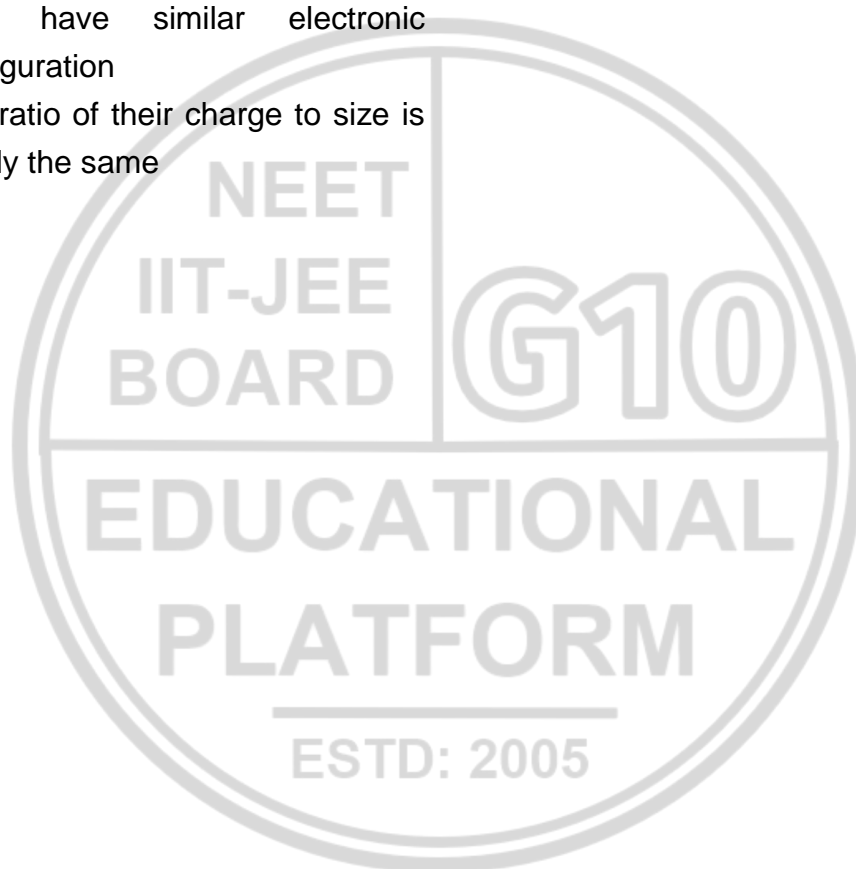 have similar electronic
guration
ratio of their charge to size is
ly the same
NEET
IIT-JEE
BOARD
G10
EDUCATIONAL
PLATFORM
ESTD: 2005